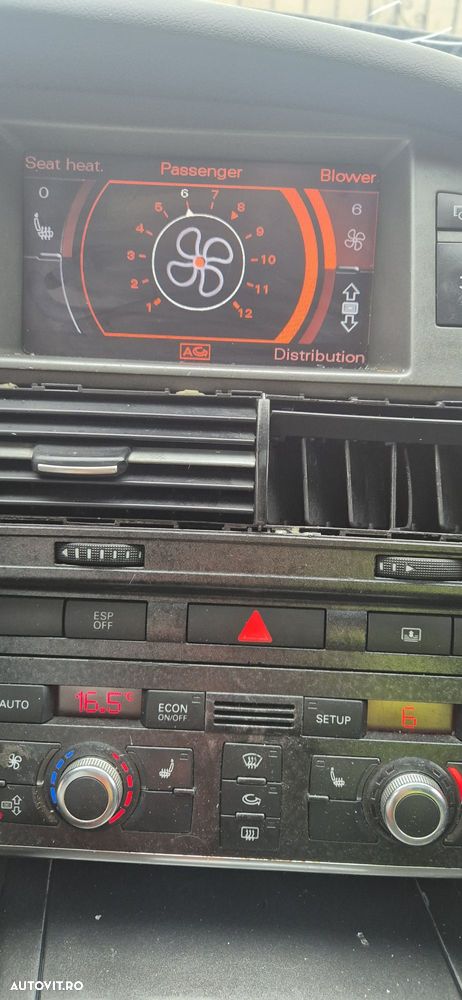 Seat heat. Passenger Blower
0 6 7 6
5 8
4 9
3 10
2 11
1 12
A
Distribution
ESP OFF
AUTO 16.5°C ECON ON/OFF SETUP 6
AUTOVIT.RO